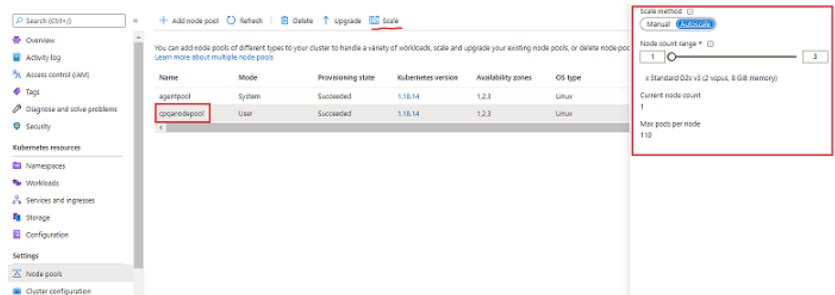 Search (Ctrl+/)
«
Overview
Activity log
Access control (IAM)
Tags
Diagnose and solve problems
Security
Kubernetes resources
Namespaces
Workloads
Services and ingresses
Storage
Configuration
Settings
Node pools
Cluster configuration
+ Add node pool Refresh Delete Upgrade Scale
You can add node pools of different types to your cluster to handle a variety of workloads, scale and upgrade your existing node pools, or delete node poo
Learn more about multiple node pools
Name Mode Provisioning state Kubernetes version Availability zones OS type
agentpool System Succeeded 1.18.14 1,2,3 Linux
cpqanodepool User Succeeded 1.18.14 1,2,3 Linux
Scale method
Manual Autoscale
Node count range *
1 3
x Standard D2s v3 (2 vcpus, 8 GiB memory)
Current node count
1
Max pods per node
110